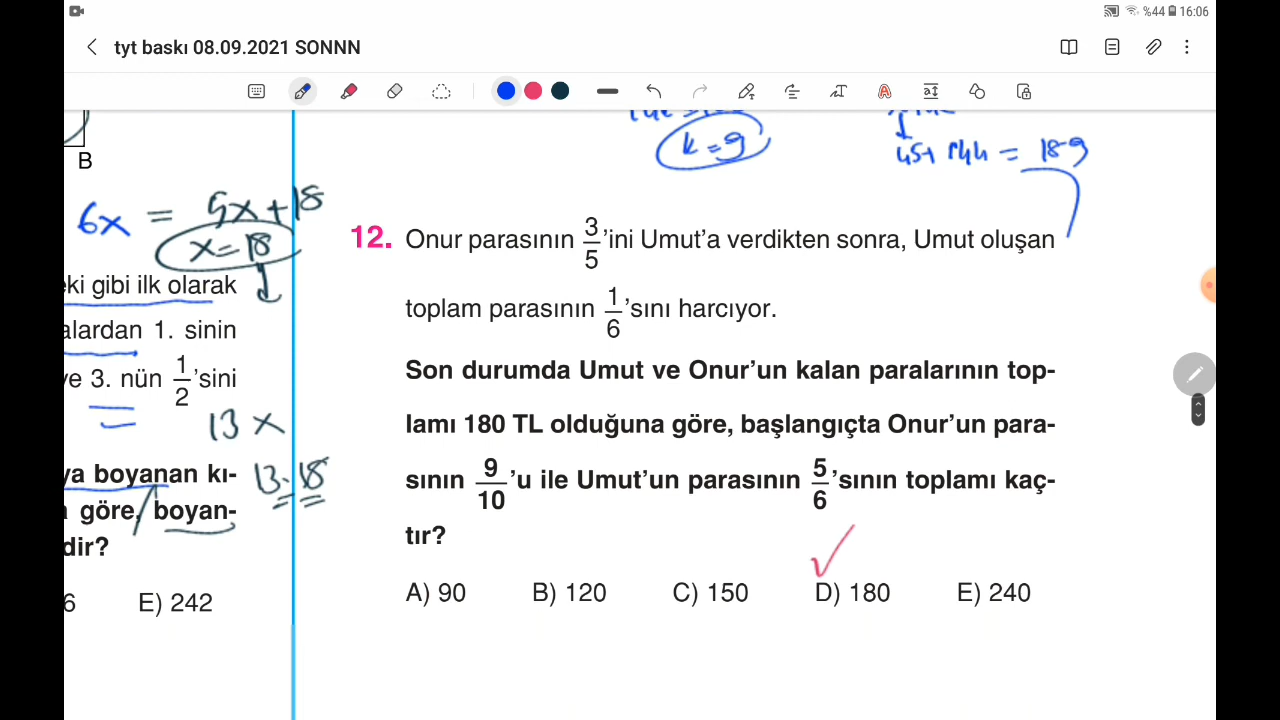 %44 16:06
tyt baskı 08.09.2021 SONNN
B
6x = 5x+18
x=18
eki gibi ilk olarak
alardan 1. sinin
ve 3. nün 1/2 'sini
13 x
ya boyanan kı-
13.18
göre, boyan-
dir?
6 E) 242
k=9
45+144 = 189
12. Onur parasının 3/5 'ini Umut'a verdikten sonra, Umut oluşan
toplam parasının 1/6 'sını harcıyor.
Son durumda Umut ve Onur'un kalan paralarının top-
lamı 180 TL olduğuna göre, başlangıçta Onur'un para-
sının 9/10 'u ile Umut'un parasının 5/6 'sının toplamı kaç-
tır?
A) 90 B) 120 C) 150 D) 180 E) 240